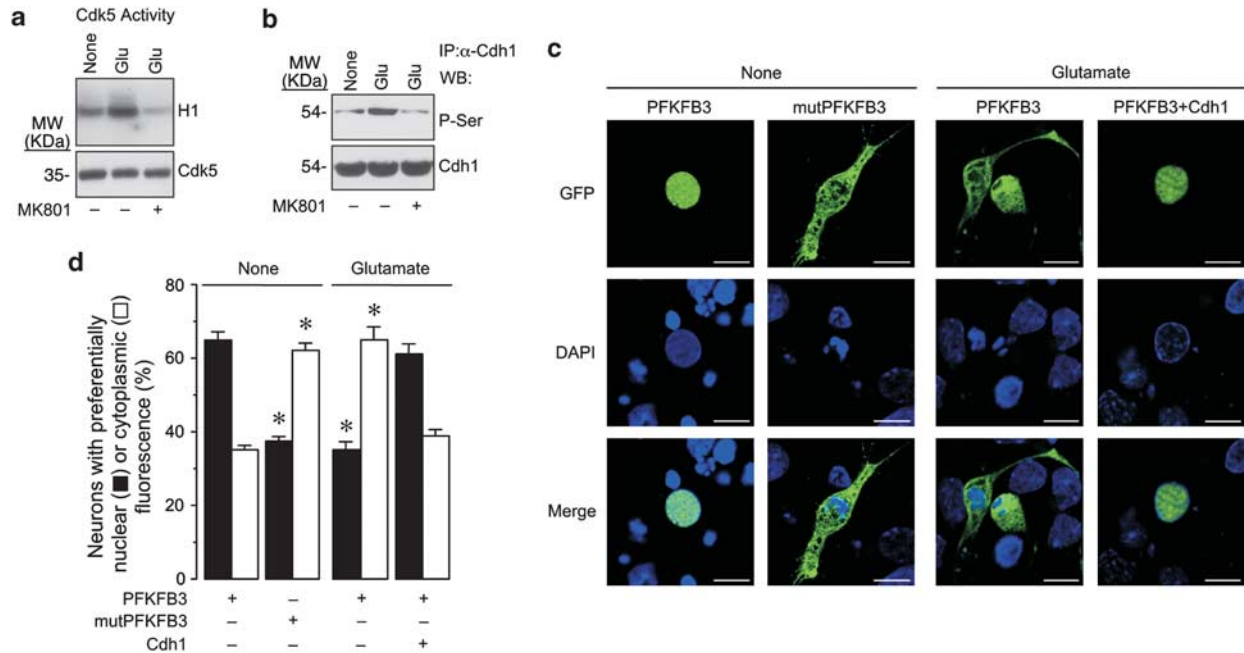 a
Cdk5 Activity
None Glu Glu
MW
(KDa)
H1
35- Cdk5
MK801 – – +
b
IP:α-Cdh1
MW
(KDa)
None Glu Glu
WB:
54- P-Ser
54- Cdh1
MK801 – – +
c
None Glutamate
PFKFB3 mutPFKFB3 PFKFB3 PFKFB3+Cdh1
GFP
DAPI
Merge
d
None Glutamate
Neurons with preferentially
nuclear (■) or cytoplasmic (□)
fluorescence (%)
80
60
40
20
0
* * * *
PFKFB3 + – + +
mutPFKFB3 – + – –
Cdh1 – – – +